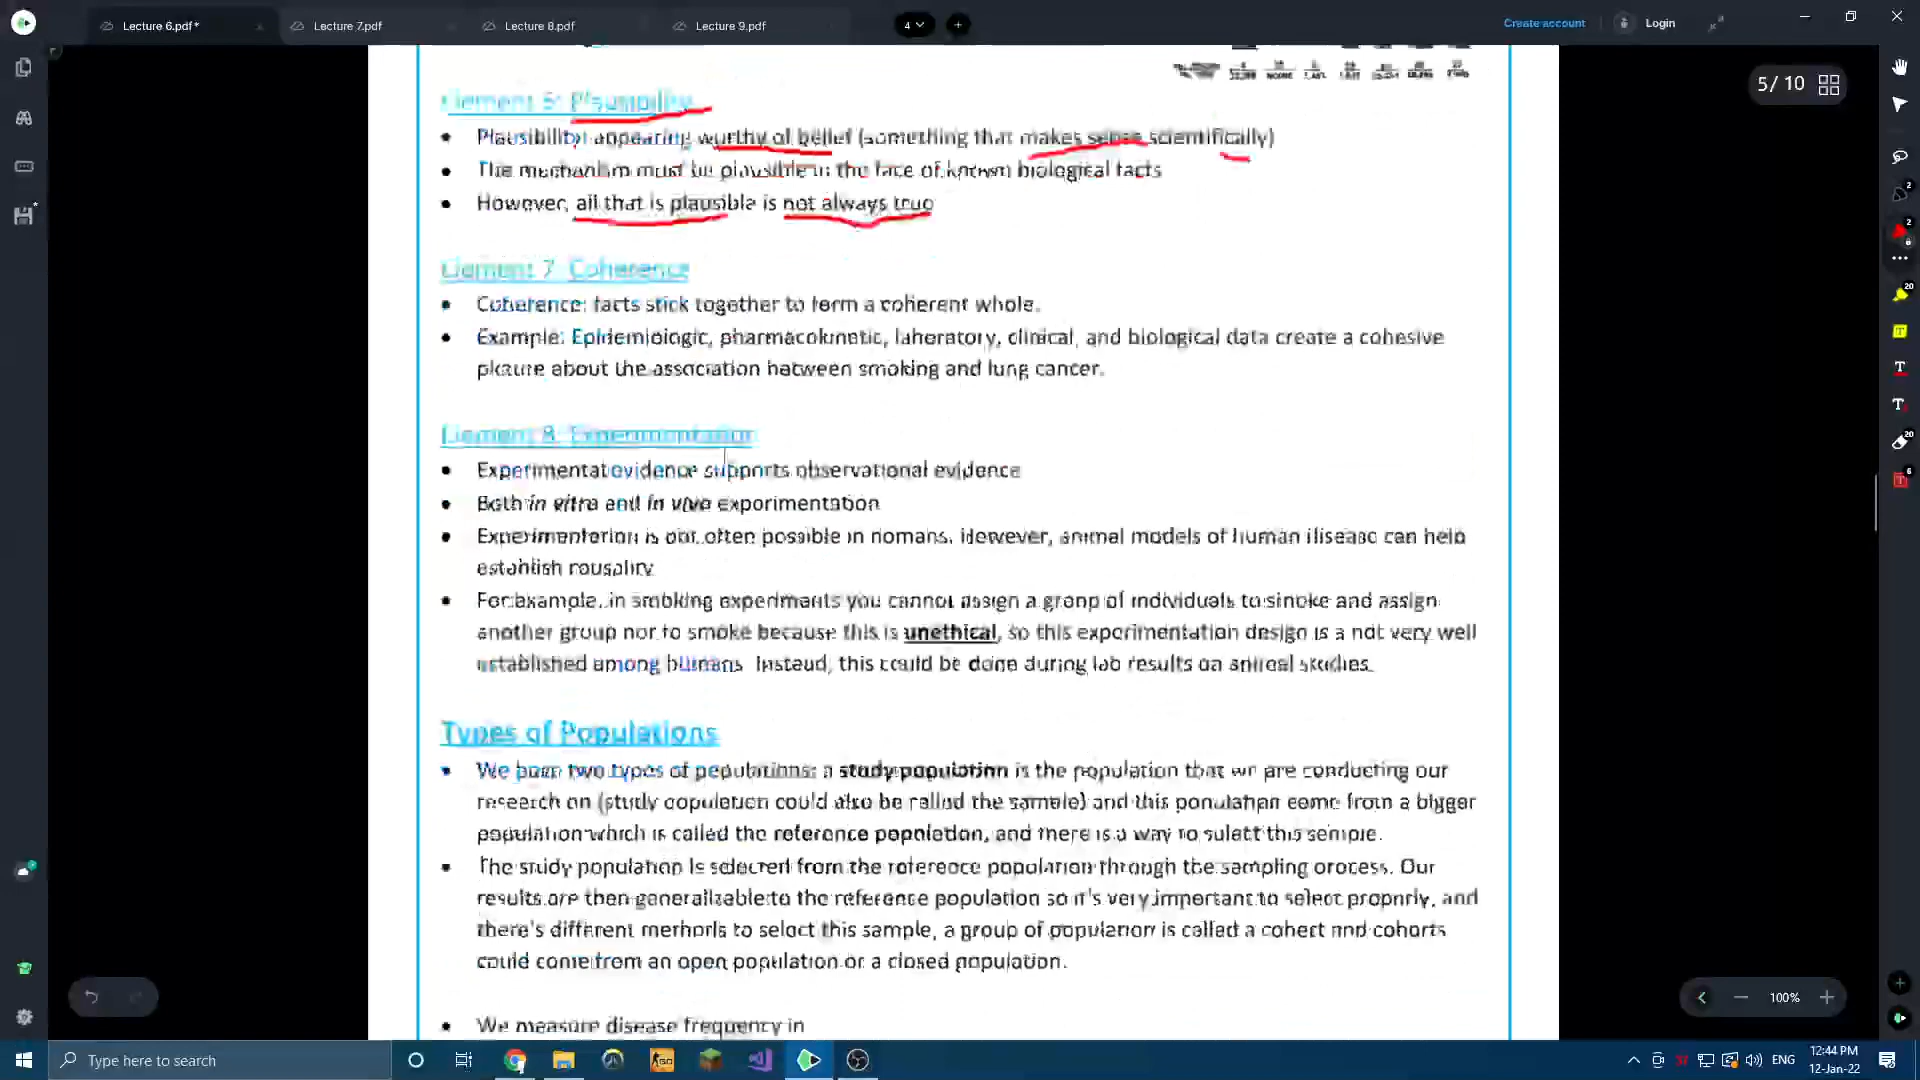 Lecture 6.pdf*
Lecture 7.pdf
Lecture 8.pdf
Lecture 9.pdf
4
Create account
Login
5/ 10
Element 6: Plausibility
Plausibility: appearing worthy of belief (something that makes sense scientifically)
The mechanism must be plausible in the face of known biological facts
However, all that is plausible is not always true
Element 7: Coherence
Coherence: facts stick together to form a coherent whole.
Example: Epidemiologic, pharmacokinetic, laboratory, clinical, and biological data create a cohesive
picture about the association between smoking and lung cancer.
Element 8: Experimentation
Experimental evidence supports observational evidence
Both in vitro and in vivo experimentation
Experimentation is not often possible in humans. However, animal models of human disease can help
establish causality
For example, in smoking experiments you cannot assign a group of individuals to smoke and assign
another group not to smoke because this is unethical, so this experimentation design is a not very well
established among humans. Instead, this could be done during lab results on animal studies.
Types of Populations
We have two types of populations: a study population is the population that we are conducting our
research on (study population could also be called the sample) and this population come from a bigger
population which is called the reference population, and there is a way to select this sample.
The study population is selected from the reference population through the sampling process. Our
results are then generalizable to the reference population so it's very important to select properly, and
there's different methods to select this sample, a group of population is called a cohort and cohorts
could come from an open population or a closed population.
We measure disease frequency in
100%
Type here to search
ENG
12:44 PM
12-Jan-22